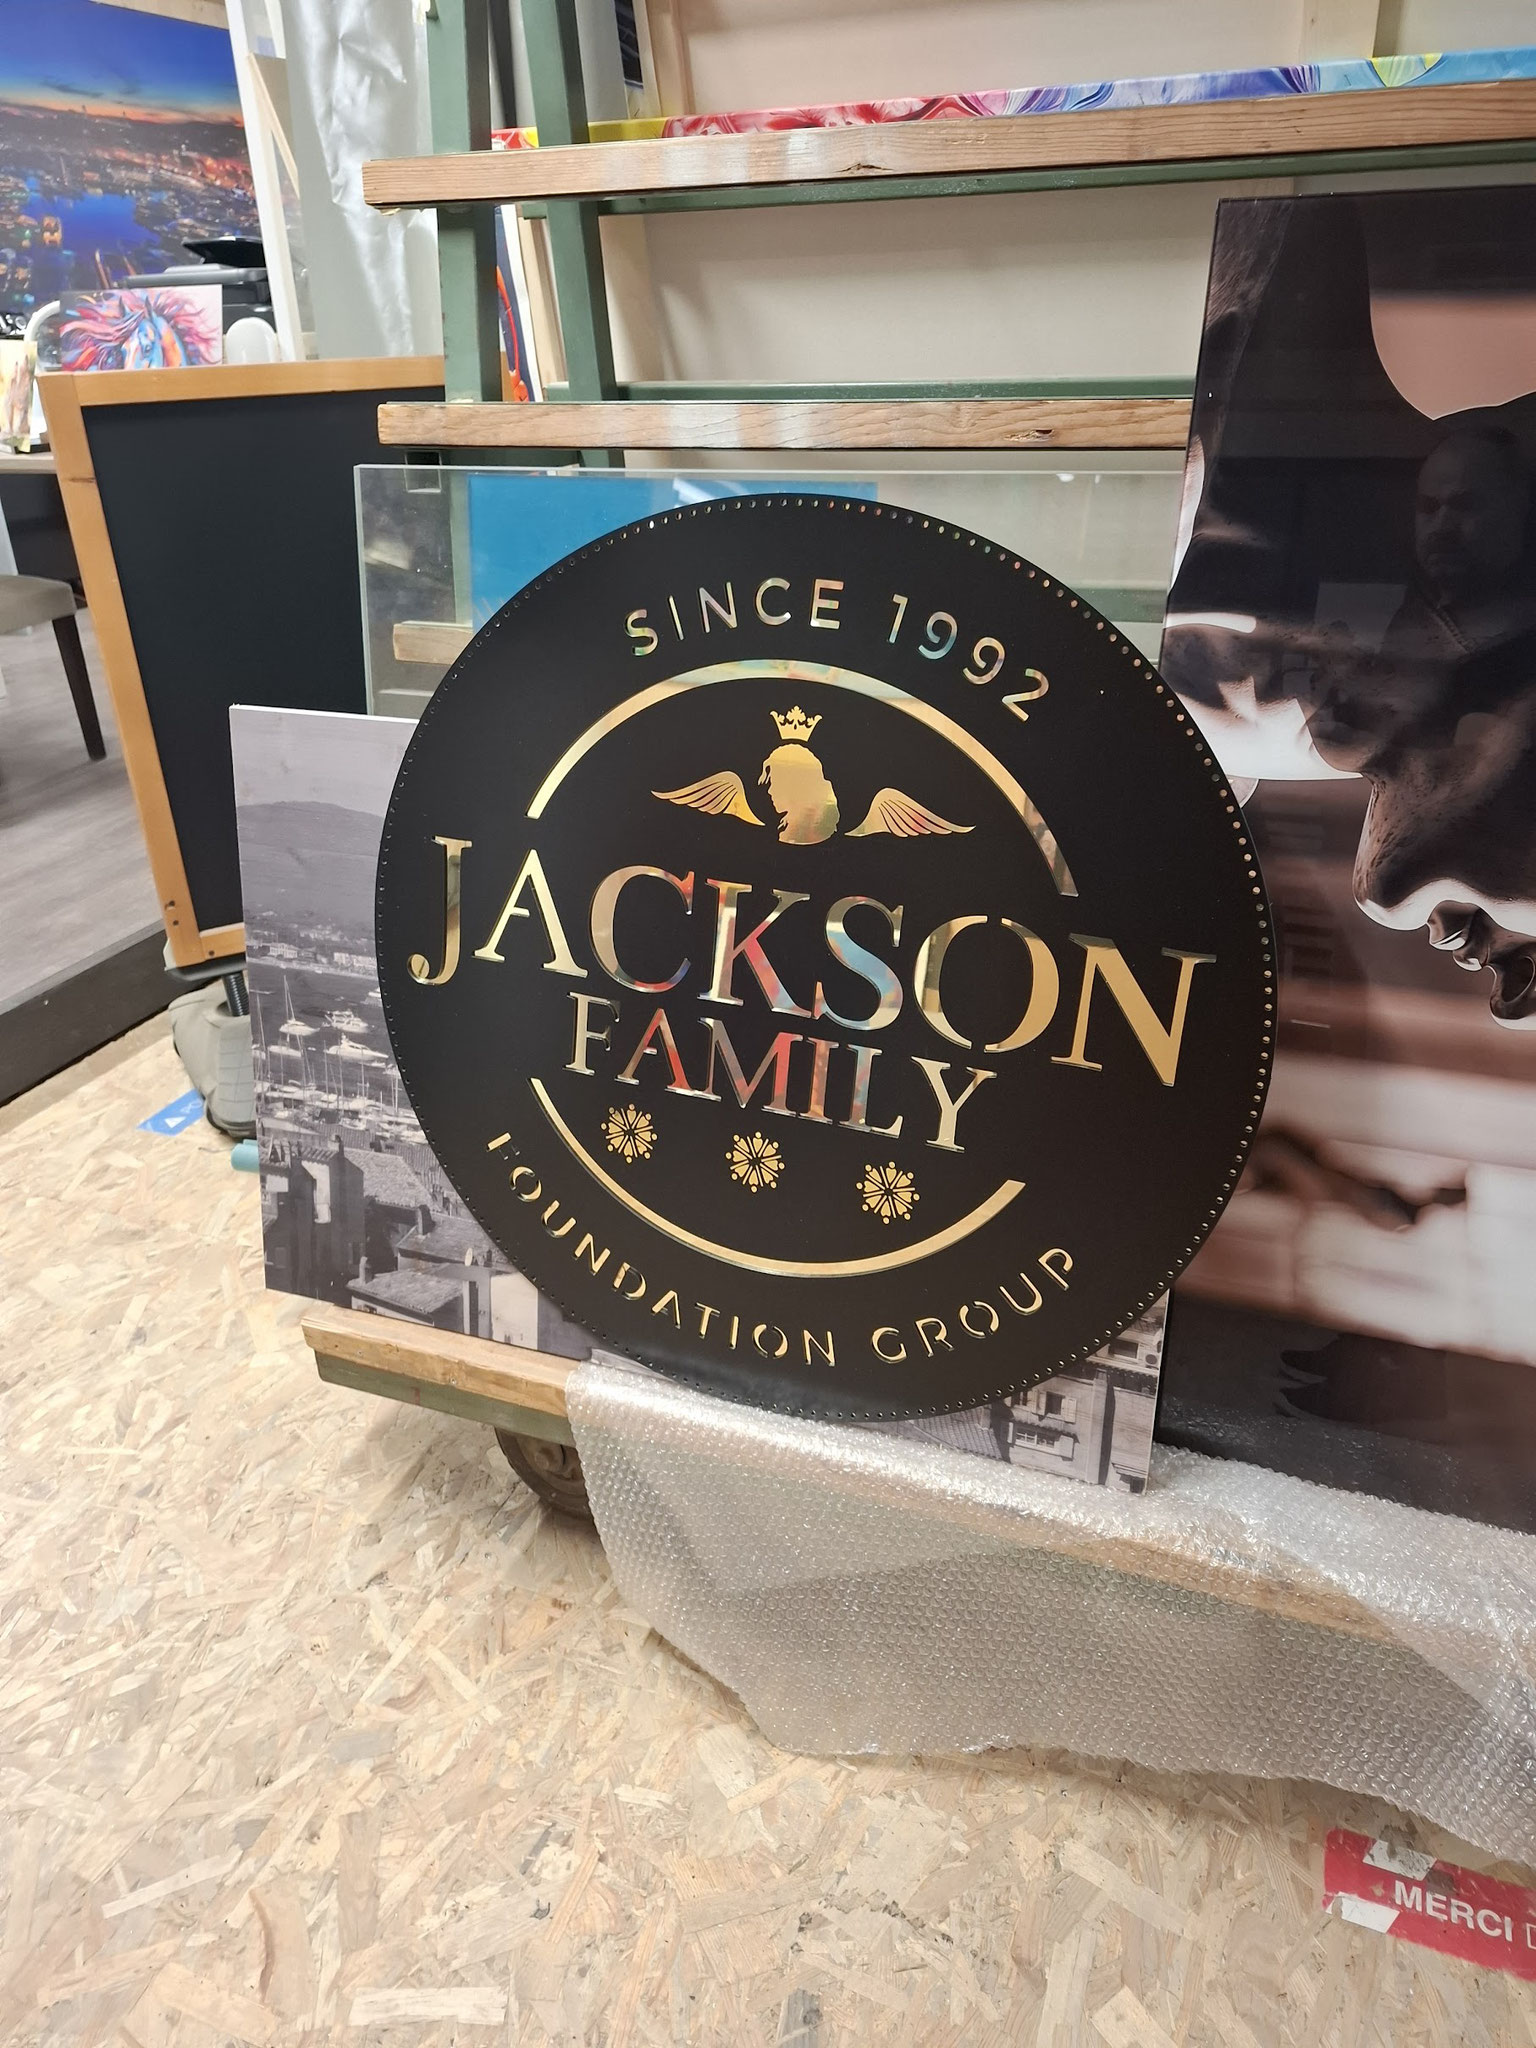 SINCE 1992
JACKSON
FAMILY
FOUNDATION GROUP
MERCI